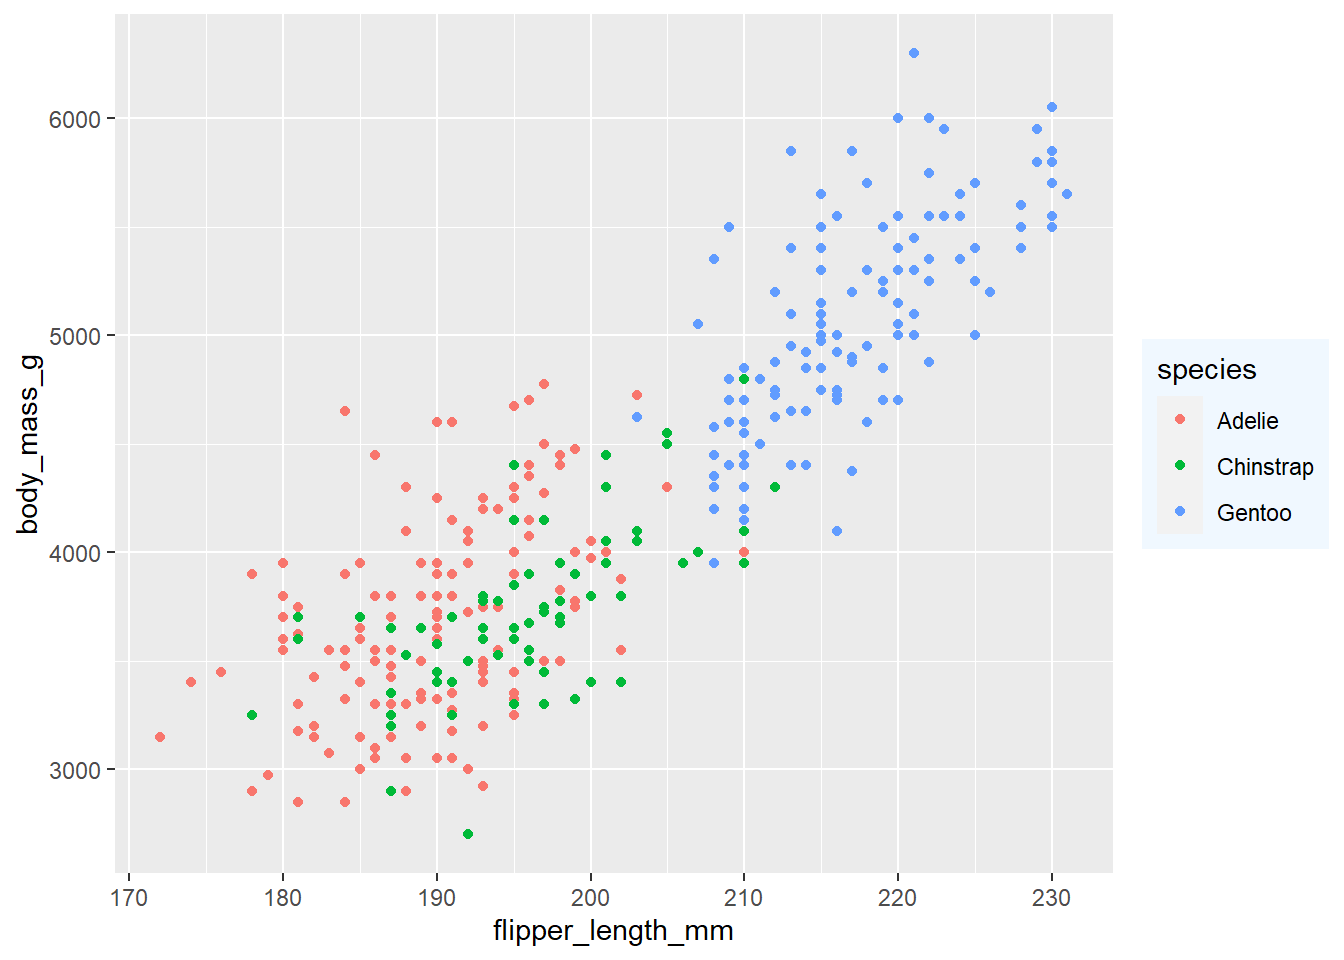 6000
5000
4000
3000
body_mass_g
170 180 190 200 210 220 230
flipper_length_mm
species
Adelie
Chinstrap
Gentoo